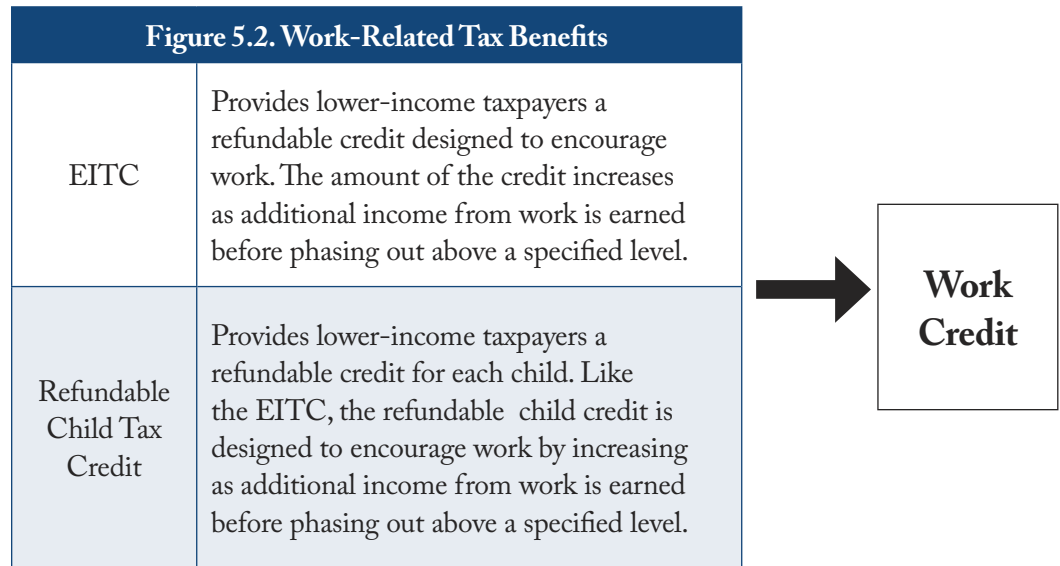 Figure 5.2. Work-Related Tax Benefits
EITC
Provides lower-income taxpayers a
refundable credit designed to encourage
work. The amount of the credit increases
as additional income from work is earned
before phasing out above a specified level.
Refundable
Child Tax
Credit
Provides lower-income taxpayers a
refundable credit for each child. Like
the EITC, the refundable child credit is
designed to encourage work by increasing
as additional income from work is earned
before phasing out above a specified level.
Work
Credit